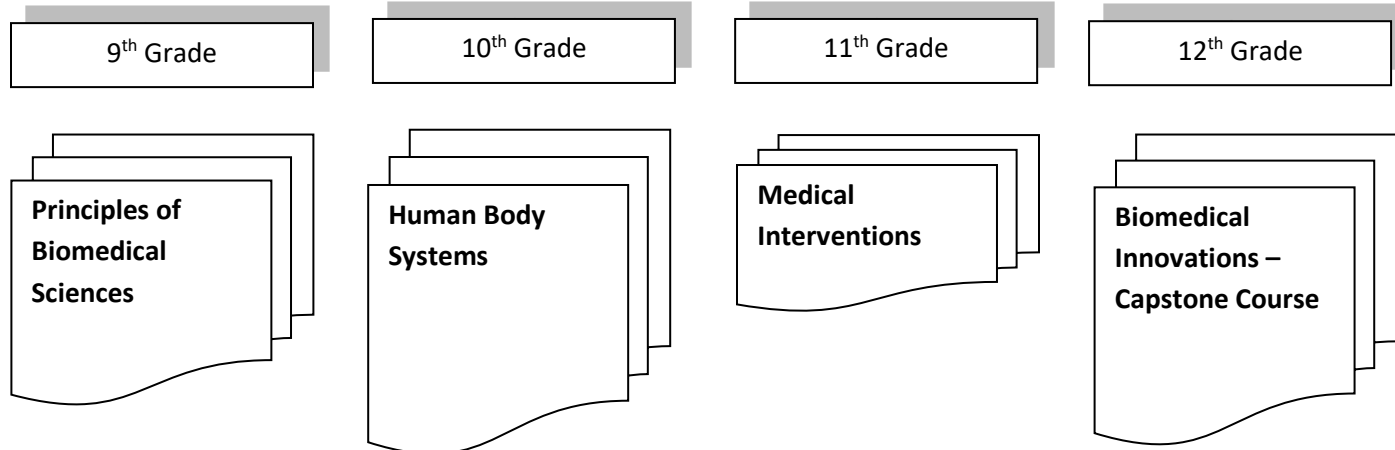 9th Grade
10th Grade
11th Grade
12th Grade
Principles of
Biomedical
Sciences
Human Body
Systems
Medical
Interventions
Biomedical
Innovations –
Capstone Course